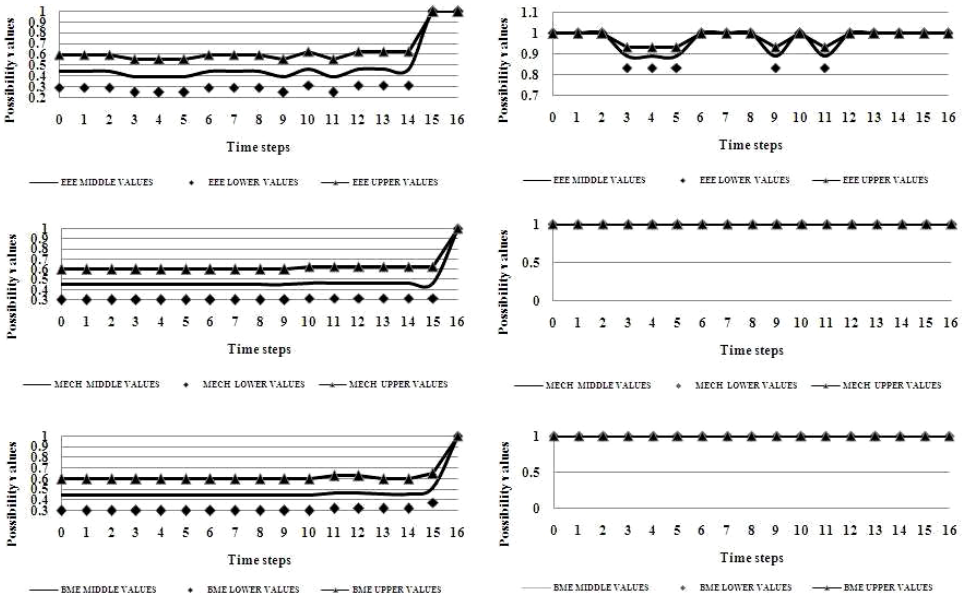 Possibility values
1
0.9
0.8
0.7
0.6
0.5
0.4
0.3
0.2
0 1 2 3 4 5 6 7 8 9 10 11 12 13 14 15 16
Time steps
EEE MIDDLE VALUES EEE LOWER VALUES EEE UPPER VALUES
Possibility values
1.1
1
0.9
0.8
0.7
0 1 2 3 4 5 6 7 8 9 10 11 12 13 14 15 16
Time steps
EEE MIDDLE VALUES EEE LOWER VALUES EEE UPPER VALUES
Possibility values
1
0.9
0.8
0.7
0.6
0.5
0.4
0.3
0 1 2 3 4 5 6 7 8 9 10 11 12 13 14 15 16
Time steps
MECH MIDDLE VALUES MECH LOWER VALUES MECH UPPER VALUES
Possibility values
1
0.5
0
0 1 2 3 4 5 6 7 8 9 10 11 12 13 14 15 16
Time steps
MECH MIDDLE VALUES MECH LOWER VALUES MECH UPPER VALUES
Possibility values
1
0.9
0.8
0.7
0.6
0.5
0.4
0.3
0 1 2 3 4 5 6 7 8 9 10 11 12 13 14 15 16
Time steps
BME MIDDLE VALUES BME LOWER VALUES BME UPPER VALUES
Possibility values
1
0.5
0
0 1 2 3 4 5 6 7 8 9 10 11 12 13 14 15 16
Time steps
BME MIDDLE VALUES BME LOWER VALUES BME UPPER VALUES